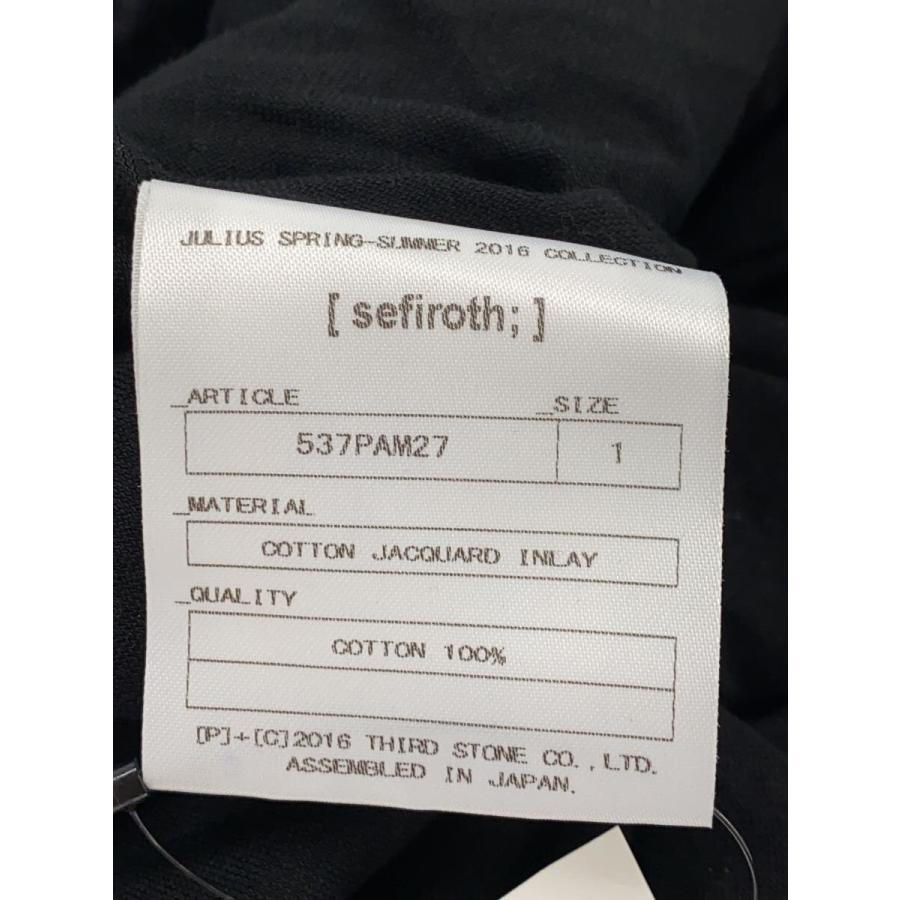 JULIUS SPRING-SUMMER 2016 COLLECTION
[ sefiroth; ]
_ARTICLE _SIZE
537PAM27 1
_MATERIAL
COTTON JACQUARD INLAY
_QUALITY
COTTON 100%
[P]+[C]2016 THIRD STONE CO.,LTD.
ASSEMBLED IN JAPAN.